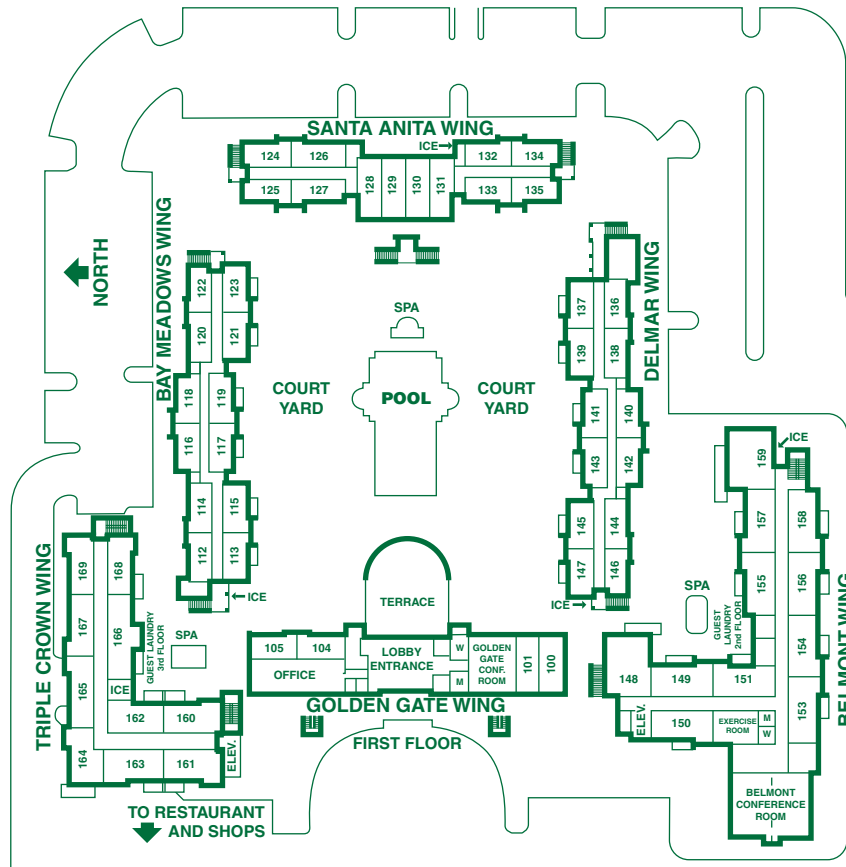 SANTA ANITA WING
ICE
124
126
132
134
125
127
128
129
130
131
133
135
NORTH
BAY MEADOWS WING
122
123
120
121
118
119
116
117
114
115
112
113
ICE
SPA
POOL
COURT
YARD
COURT
YARD
DELMAR WING
137
136
139
138
141
140
143
142
145
144
147
146
ICE
TERRACE
LOBBY
ENTRANCE
105
104
OFFICE
W
M
GOLDEN
GATE
CONF.
ROOM
101
100
GOLDEN GATE WING
FIRST FLOOR
TRIPLE CROWN WING
169
168
167
166
165
164
ICE
162
160
163
161
ELEV.
GUEST LAUNDRY
3rd FLOOR
SPA
TO RESTAURANT
AND SHOPS
BELMONT WING
ICE
159
157
158
155
156
154
153
SPA
GUEST
LAUNDRY
2nd FLOOR
148
149
151
ELEV.
150
EXERCISE
ROOM
M
W
BELMONT
CONFERENCE
ROOM